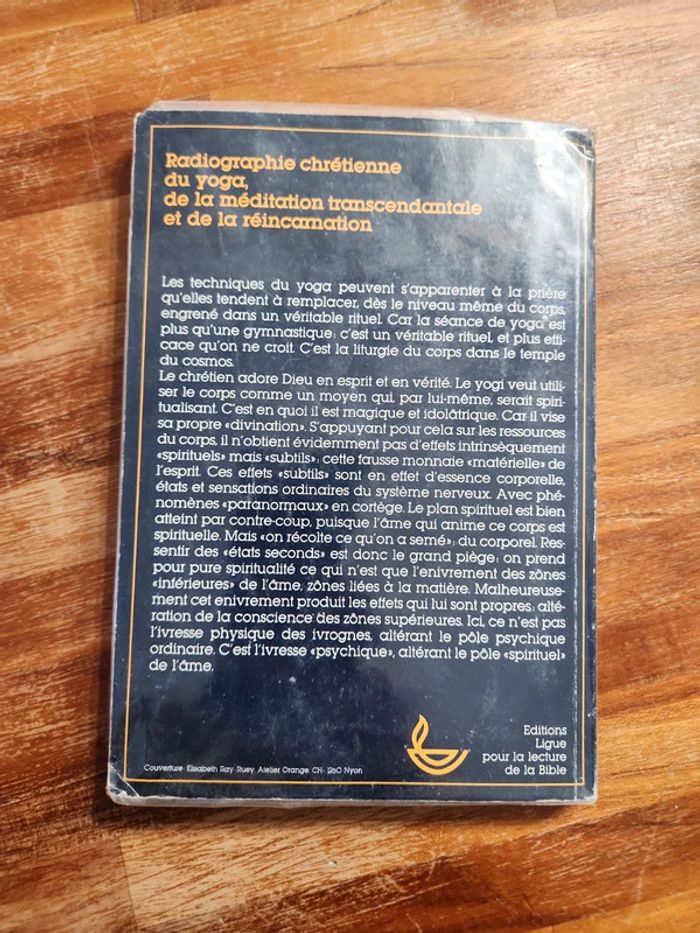 Radiographie chrétienne
du yoga,
de la méditation transcendantale
et de la réincarnation
Les techniques du yoga peuvent s'apparenter à la prière
qu'elles tendent à remplacer, dès le niveau même du corps,
engrené dans un véritable rituel. Car la séance de yoga est
plus qu'une gymnastique: c'est un véritable rituel, et plus effi-
cace qu'on ne croit. C'est la liturgie du corps dans le temple
du cosmos.
Le chrétien adore Dieu en esprit et en vérité. Le yogi veut utili-
ser le corps comme un moyen qui, par lui-même, serait spiri-
tualisant. C'est en quoi il est magique et idolâtrique. Car il vise
sa propre «divination». S'appuyant pour cela sur les ressources
du corps, il n'obtient évidemment pas d'effets intrinsèquement
«spirituels» mais «subtils»: cette fausse monnaie «matérielle» de
l'esprit. Ces effets «subtils» sont en effet d'essence corporelle,
états et sensations ordinaires du système nerveux. Avec phé-
nomènes «paranormaux» en cortège. Le plan spirituel est bien
atteint par contre-coup, puisque l'âme qui anime ce corps est
spirituelle. Mais «on récolte ce qu'on a semé»: du corporel. Res-
sentir des «états seconds» est donc le grand piège: on prend
pour pure spiritualité ce qui n'est que l'enivrement des zônes
«inférieures» de l'âme, zônes liées à la matière. Malheureuse-
ment cet enivrement produit les effets qui lui sont propres: alté-
ration de la conscience des zônes supérieures. Ici, ce n'est pas
l'ivresse physique des ivrognes, altérant le pôle psychique
ordinaire. C'est l'ivresse «psychique», altérant le pôle «spirituel»
de l'âme.
Editions
Ligue
pour la lecture
de la Bible
Couverture: Elisabeth Ray-Ruey, Atelier Orange, CH- 1260 Nyon